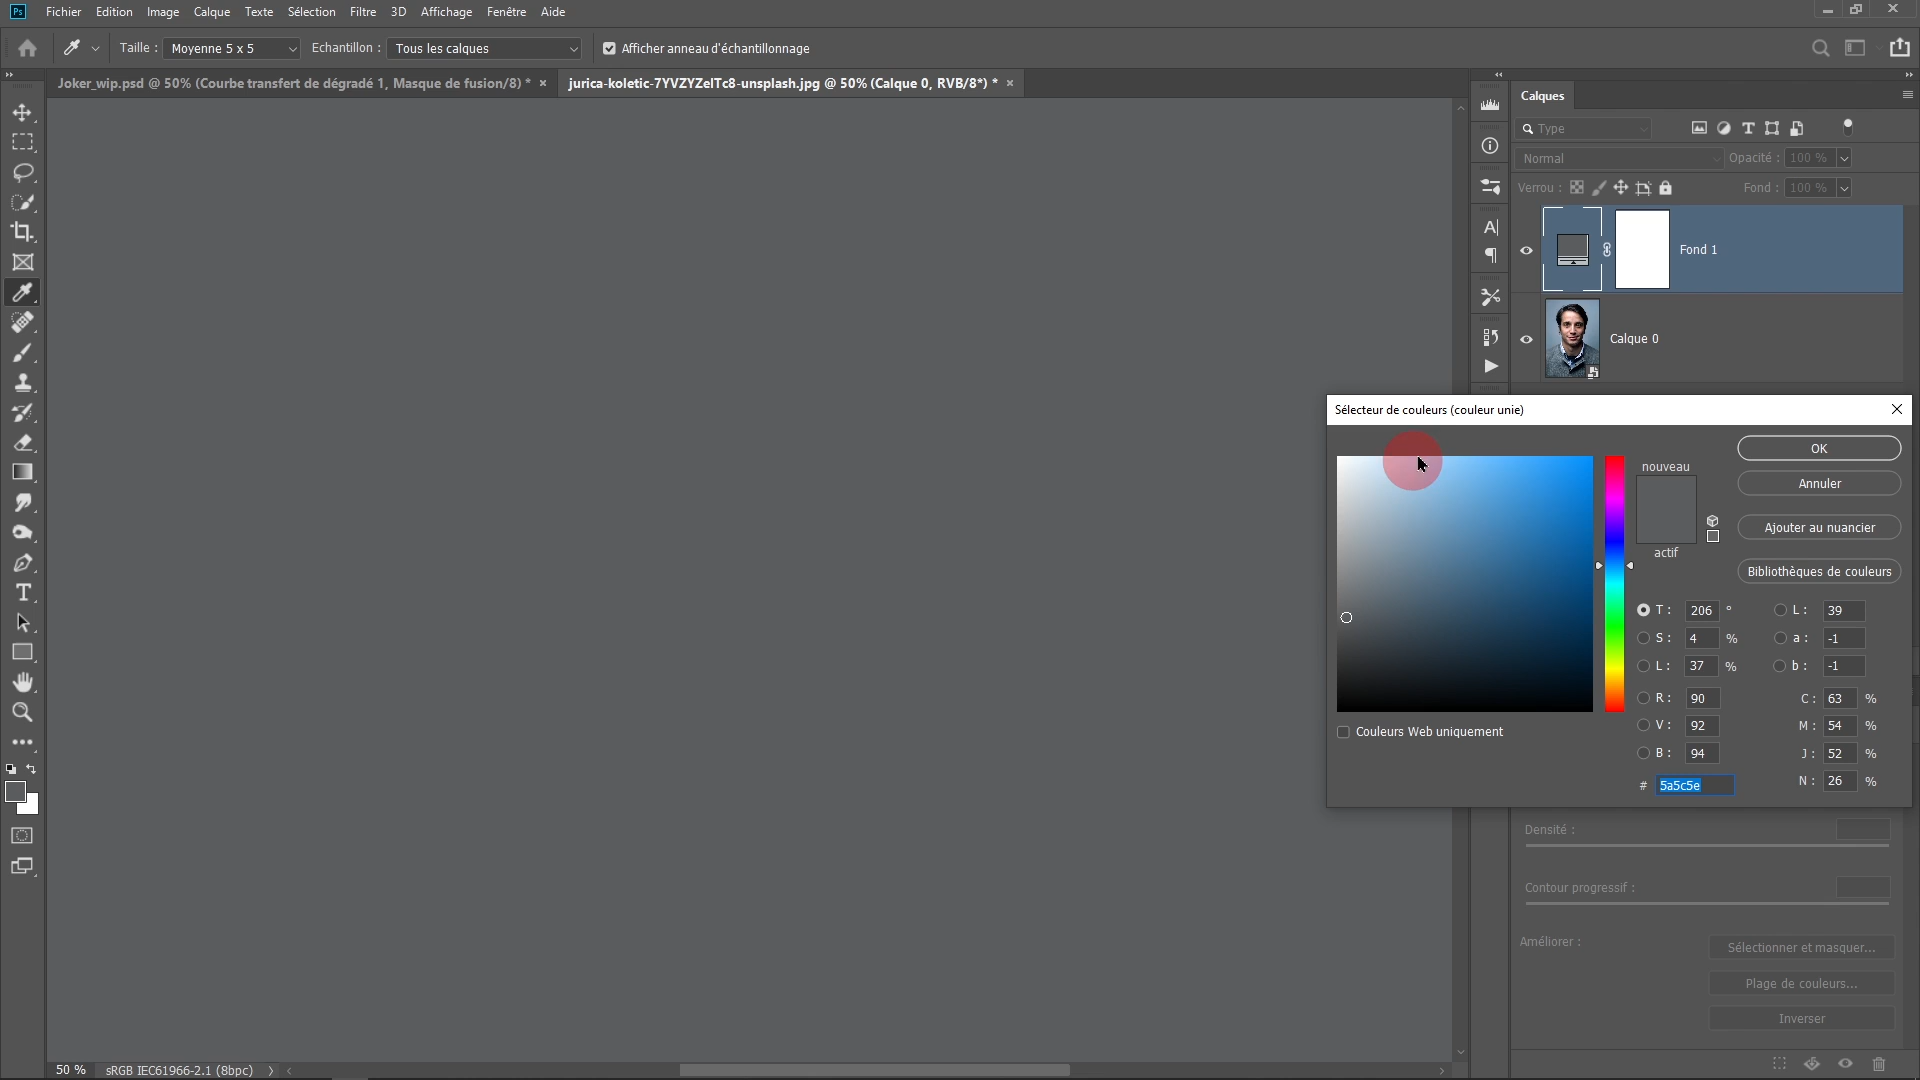 Ps Fichier Edition Image Calque Texte Sélection Filtre 3D Affichage Fenêtre Aide
Taille : Moyenne 5 x 5 Echantillon : Tous les calques Afficher anneau d'échantillonnage
Joker_wip.psd @ 50% (Courbe transfert de dégradé 1, Masque de fusion/8) * × jurica-koletic-7YVZYZeITc8-unsplash.jpg @ 50% (Calque 0, RVB/8*) * ×
Calques
Type
Normal Opacité : 100 %
Verrou : Fond : 100 %
Fond 1
Calque 0
Sélecteur de couleurs (couleur unie)
OK
nouveau
Annuler
Ajouter au nuancier
actif
Bibliothèques de couleurs
T : 206 ° L : 39
S : 4 % a : -1
L : 37 % b : -1
R : 90 C : 63 %
V : 92 M : 54 %
Couleurs Web uniquement
B : 94 J : 52 %
# 5a5c5e N : 26 %
Densité :
Contour progressif :
Améliorer : Sélectionner et masquer...
Plage de couleurs...
Inverser
50 % sRGB IEC61966-2.1 (8bpc)